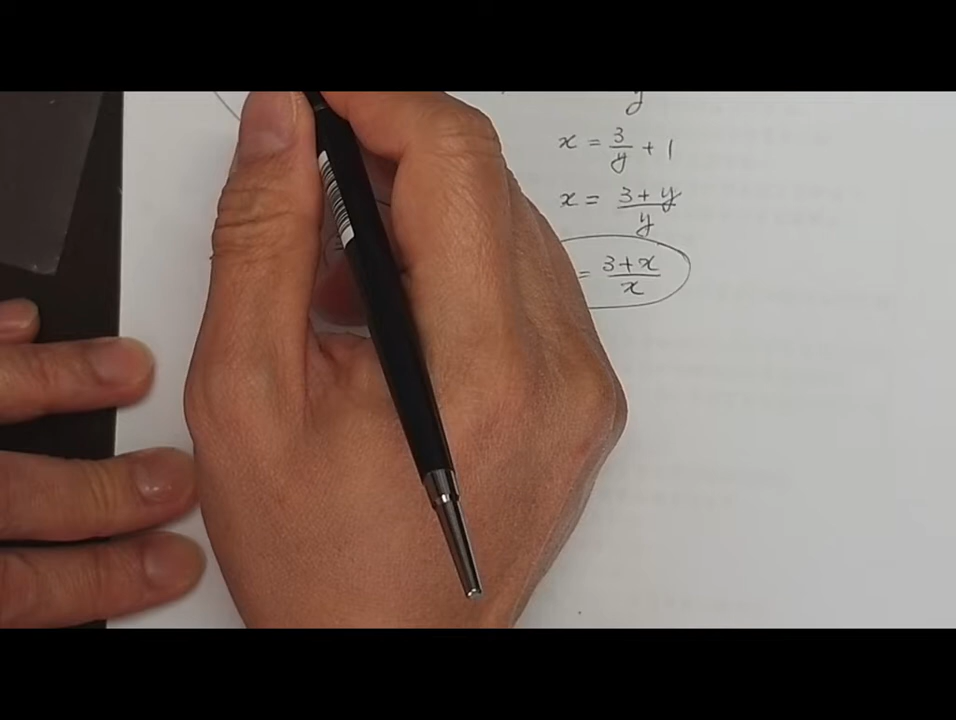 y
x = 3/y + 1
x = (3 + y)/y
= (3 + x)/x